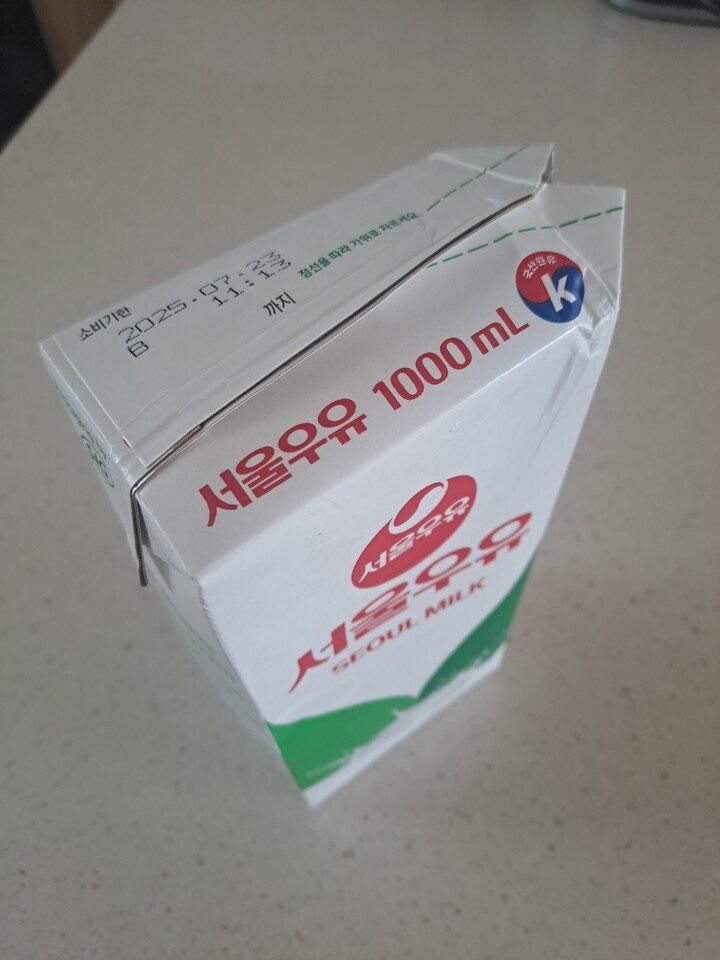 소비기한
2025.07.23
B 11:13
까지
점선을 따라 가위로 자르세요.
서울우유 1000mL
국산원유
K
서울우유
서울우유
SEOUL MILK